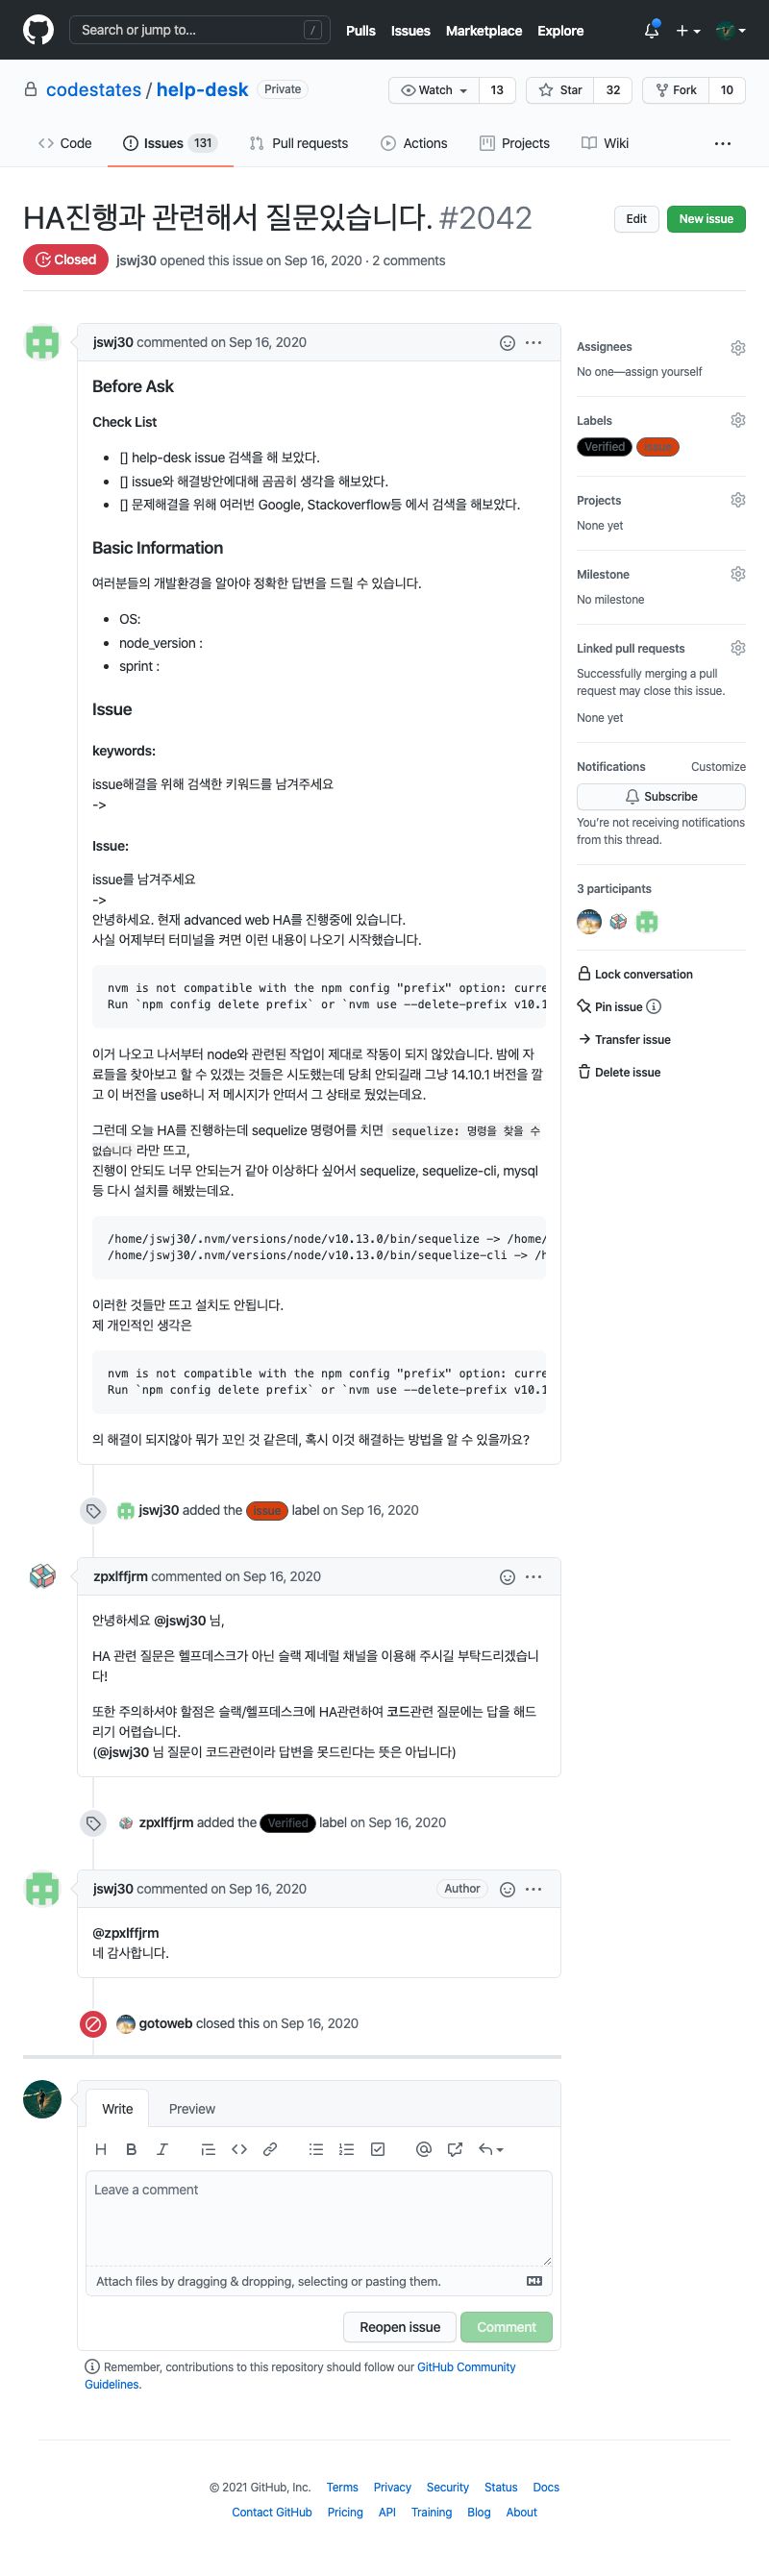 Search or jump to...
/
Pulls Issues Marketplace Explore
codestates / help-desk Private
Watch 13 Star 32 Fork 10
Code Issues 131 Pull requests Actions Projects Wiki
HA진행과 관련해서 질문있습니다. #2042
Edit New issue
Closed jswj30 opened this issue on Sep 16, 2020 · 2 comments
jswj30 commented on Sep 16, 2020
Before Ask
Check List
[] help-desk issue 검색을 해 보았다.
[] issue와 해결방안에대해 곰곰히 생각을 해보았다.
[] 문제해결을 위해 여러번 Google, Stackoverflow등 에서 검색을 해보았다.
Basic Information
여러분들의 개발환경을 알아야 정확한 답변을 드릴 수 있습니다.
OS:
node_version :
sprint :
Issue
keywords:
issue해결을 위해 검색한 키워드를 남겨주세요
->
Issue:
issue를 남겨주세요
->
안녕하세요. 현재 advanced web HA를 진행중에 있습니다.
사실 어제부터 터미널을 켜면 이런 내용이 나오기 시작했습니다.
nvm is not compatible with the npm config "prefix" option: curre
Run `npm config delete prefix` or `nvm use --delete-prefix v10.1
이거 나오고 나서부터 node와 관련된 작업이 제대로 작동이 되지 않았습니다. 밤에 자
료들을 찾아보고 할 수 있겠는 것들은 시도했는데 당최 안되길래 그냥 14.10.1 버전을 깔
고 이 버전을 use하니 저 메시지가 안떠서 그 상태로 뒀었는데요.
그런데 오늘 HA를 진행하는데 sequelize 명령어를 치면 sequelize: 명령을 찾을 수
없습니다 라만 뜨고,
진행이 안되도 너무 안되는거 같아 이상하다 싶어서 sequelize, sequelize-cli, mysql
등 다시 설치를 해봤는데요.
/home/jswj30/.nvm/versions/node/v10.13.0/bin/sequelize -> /home/
/home/jswj30/.nvm/versions/node/v10.13.0/bin/sequelize-cli -> /h
이러한 것들만 뜨고 설치도 안됩니다.
제 개인적인 생각은
nvm is not compatible with the npm config "prefix" option: curre
Run `npm config delete prefix` or `nvm use --delete-prefix v10.1
의 해결이 되지않아 뭐가 꼬인 것 같은데, 혹시 이것 해결하는 방법을 알 수 있을까요?
Assignees
No one—assign yourself
Labels
Verified issue
Projects
None yet
Milestone
No milestone
Linked pull requests
Successfully merging a pull
request may close this issue.
None yet
Notifications Customize
Subscribe
You're not receiving notifications
from this thread.
3 participants
Lock conversation
Pin issue
Transfer issue
Delete issue
jswj30 added the issue label on Sep 16, 2020
zpxlffjrm commented on Sep 16, 2020
안녕하세요 @jswj30 님,
HA 관련 질문은 헬프데스크가 아닌 슬랙 제네럴 채널을 이용해 주시길 부탁드리겠습니
다!
또한 주의하셔야 할점은 슬랙/헬프데스크에 HA관련하여 코드관련 질문에는 답을 해드
리기 어렵습니다.
(@jswj30 님 질문이 코드관련이라 답변을 못드린다는 뜻은 아닙니다)
zpxlffjrm added the Verified label on Sep 16, 2020
jswj30 commented on Sep 16, 2020 Author
@zpxlffjrm
네 감사합니다.
gotoweb closed this on Sep 16, 2020
Write Preview
Leave a comment
Attach files by dragging & dropping, selecting or pasting them.
Reopen issue Comment
Remember, contributions to this repository should follow our GitHub Community
Guidelines.
© 2021 GitHub, Inc. Terms Privacy Security Status Docs
Contact GitHub Pricing API Training Blog About